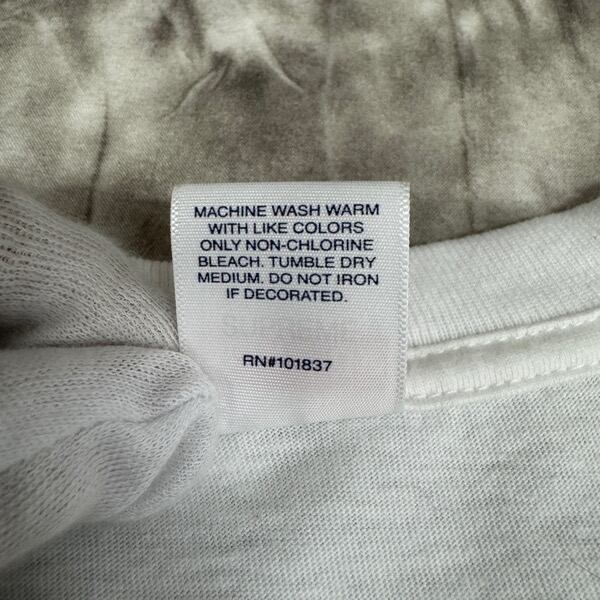 MACHINE WASH WARM
WITH LIKE COLORS
ONLY NON-CHLORINE
BLEACH. TUMBLE DRY
MEDIUM. DO NOT IRON
IF DECORATED.
RN#101837